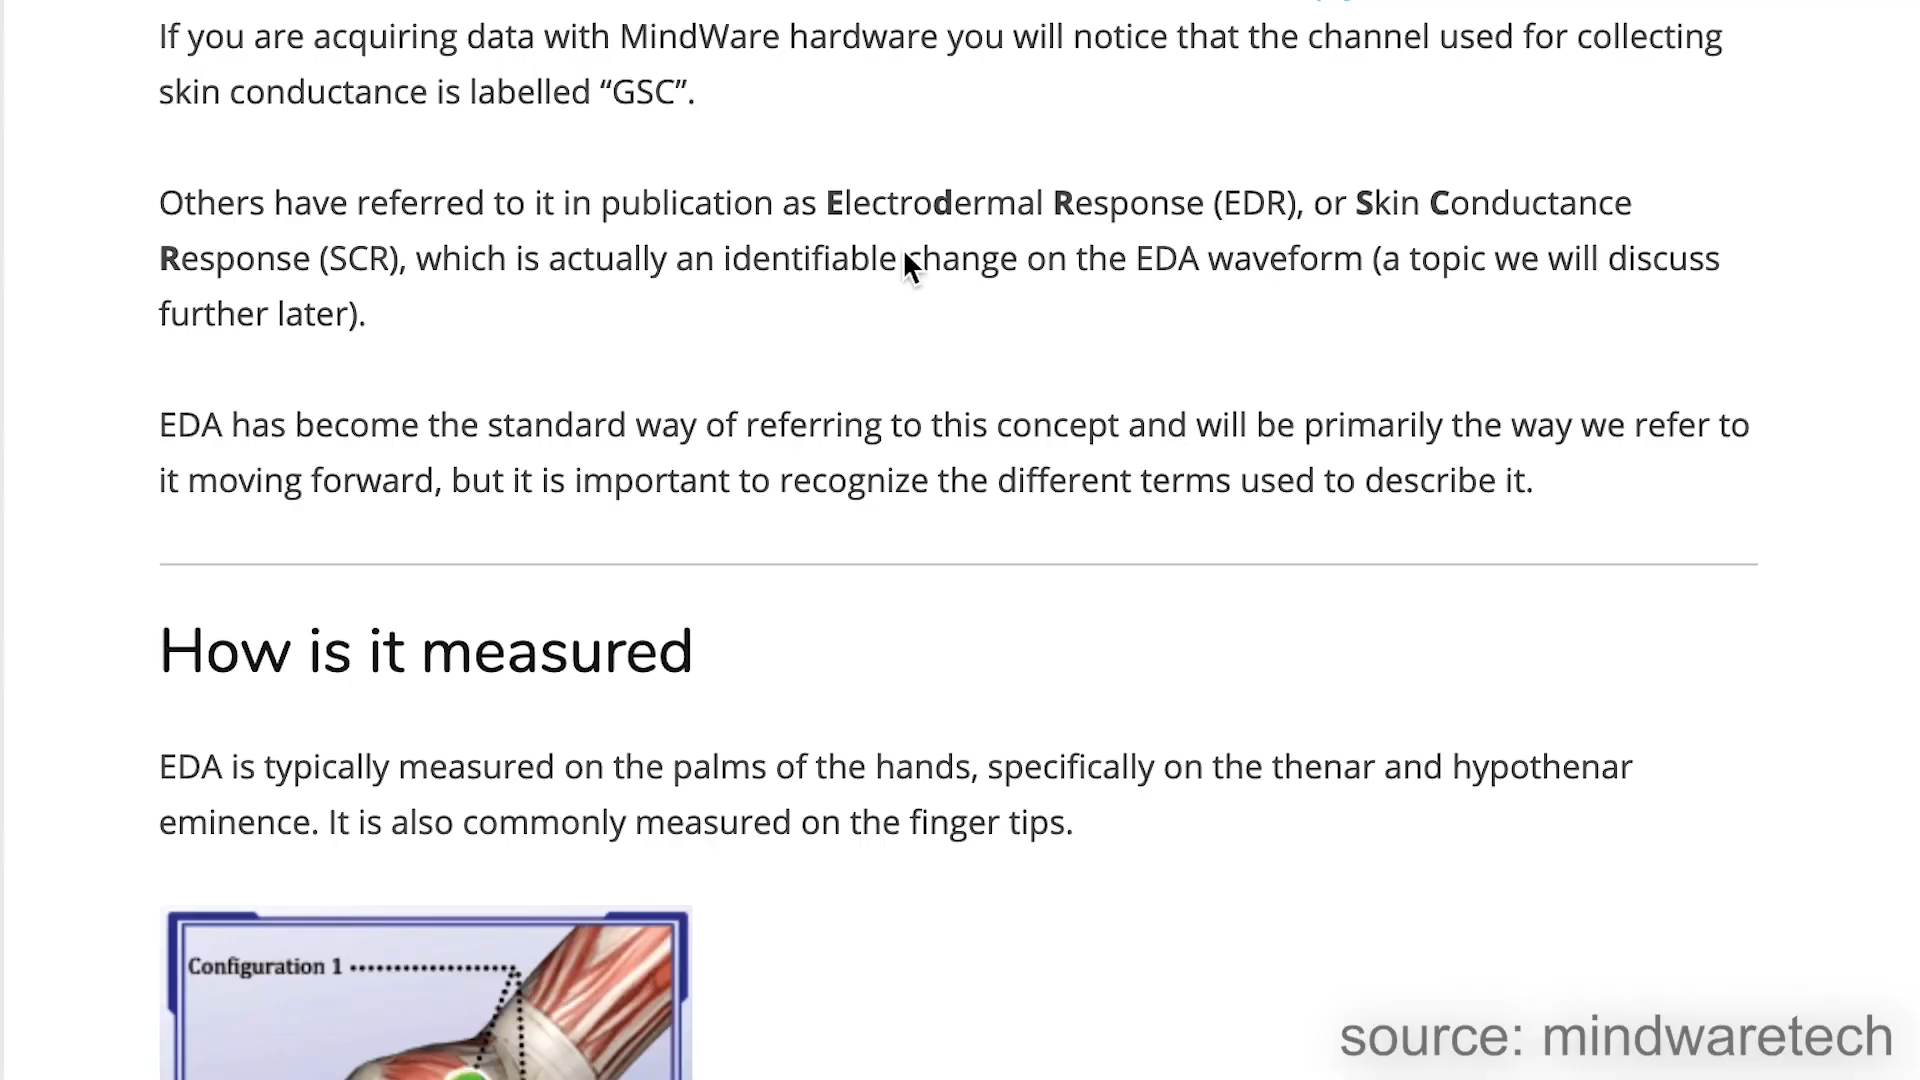 If you are acquiring data with MindWare hardware you will notice that the channel used for collecting
skin conductance is labelled “GSC”.
Others have referred to it in publication as Electrodermal Response (EDR), or Skin Conductance
Response (SCR), which is actually an identifiable change on the EDA waveform (a topic we will discuss
further later).
EDA has become the standard way of referring to this concept and will be primarily the way we refer to
it moving forward, but it is important to recognize the different terms used to describe it.
How is it measured
EDA is typically measured on the palms of the hands, specifically on the thenar and hypothenar
eminence. It is also commonly measured on the finger tips.
Configuration 1
source: mindwaretech